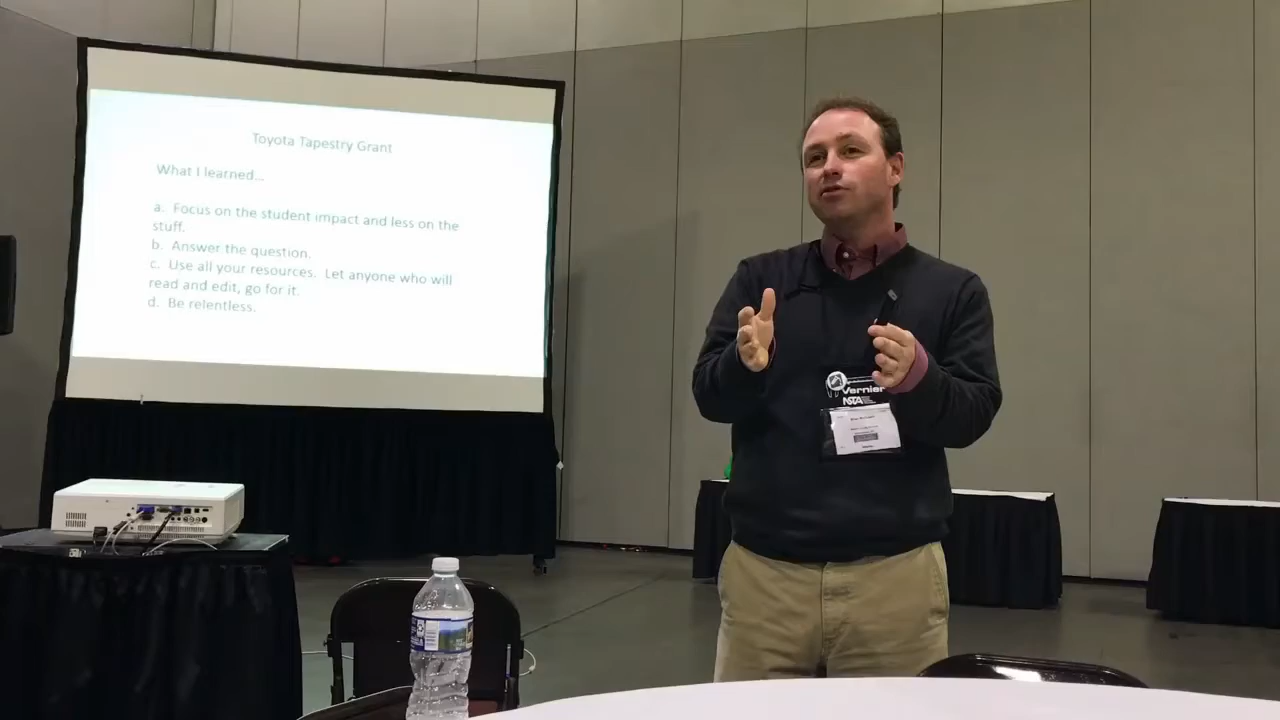 Toyota Tapestry Grant
What I learned...
a. Focus on the student impact and less on the
stuff.
b. Answer the question.
c. Use all your resources. Let anyone who will
read and edit, go for it.
d. Be relentless.
Vernier
NSTA